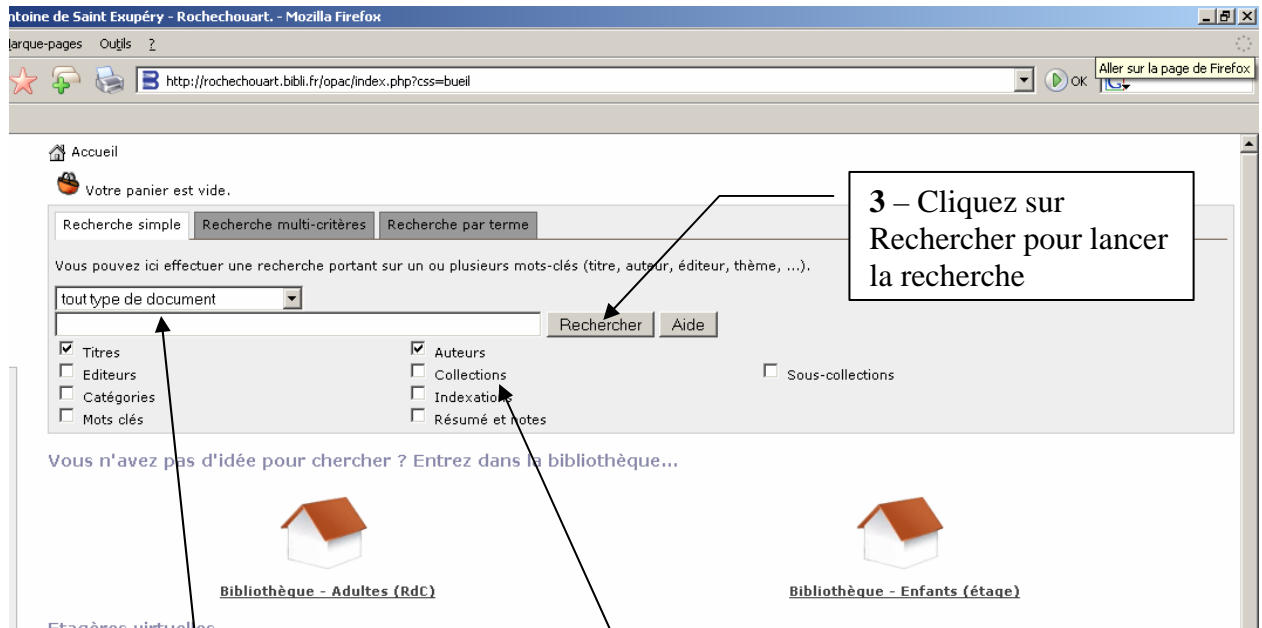 ntoine de Saint Exupéry - Rochechouart. - Mozilla Firefox
arque-pages Outils ?
http://rochechouart.bibli.fr/opac/index.php?css=bueil
OK
Aller sur la page de Firefox
Accueil
Votre panier est vide.
Recherche simple Recherche multi-critères Recherche par terme
3 – Cliquez sur
Rechercher pour lancer
la recherche
Vous pouvez ici effectuer une recherche portant sur un ou plusieurs mots-clés (titre, auteur, éditeur, thème, ...).
tout type de document
Rechercher Aide
Titres Auteurs
Editeurs Collections Sous-collections
Catégories Indexations
Mots clés Résumé et notes
Vous n'avez pas d'idée pour chercher ? Entrez dans la bibliothèque...
Bibliothèque - Adultes (RdC) Bibliothèque - Enfants (étage)
Etagères virtuelles